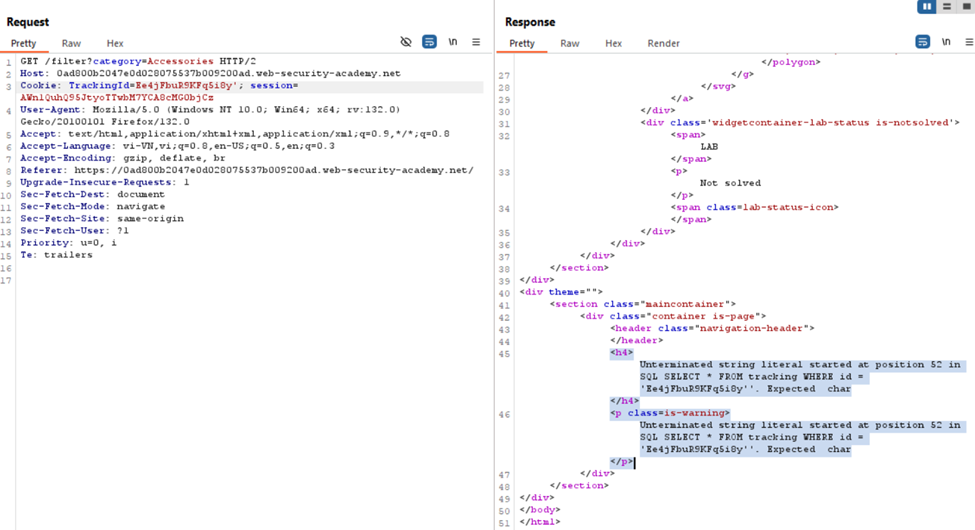 Request
Response
Pretty Raw Hex
\n
Pretty Raw Hex Render
\n
1 GET /filter?category=Accessories HTTP/2
2 Host: 0ad800b2047e0d028075537b009200ad.web-security-academy.net
3 Cookie: TrackingId=Ee4jFbuR9KFq5i8y'; session=
AWnlQuhQ95JtyoTTwbM7YCA8cMG0bjCz
4 User-Agent: Mozilla/5.0 (Windows NT 10.0; Win64; x64; rv:132.0)
Gecko/20100101 Firefox/132.0
5 Accept: text/html,application/xhtml+xml,application/xml;q=0.9,*/*;q=0.8
6 Accept-Language: vi-VN,vi;q=0.8,en-US;q=0.5,en;q=0.3
7 Accept-Encoding: gzip, deflate, br
8 Referer: https://0ad800b2047e0d028075537b009200ad.web-security-academy.net/
9 Upgrade-Insecure-Requests: 1
10 Sec-Fetch-Dest: document
11 Sec-Fetch-Mode: navigate
12 Sec-Fetch-Site: same-origin
13 Sec-Fetch-User: ?1
14 Priority: u=0, i
15 Te: trailers
16
17
</polygon>
27 </g>
28 </svg>
29 </a>
30 </div>
31 <div class='widgetcontainer-lab-status is-notsolved'>
32 <span>
LAB
</span>
33 <p>
Not solved
</p>
34 <span class=lab-status-icon>
</span>
35 </div>
36 </div>
37 </div>
38 </section>
39 </div>
40 <div theme="">
41 <section class="maincontainer">
42 <div class="container is-page">
43 <header class="navigation-header">
44 </header>
45 <h4>
Unterminated string literal started at position 52 in
SQL SELECT * FROM tracking WHERE id =
'Ee4jFbuR9KFq5i8y''. Expected char
</h4>
46 <p class=is-warning>
Unterminated string literal started at position 52 in
SQL SELECT * FROM tracking WHERE id =
'Ee4jFbuR9KFq5i8y''. Expected char
</p>
47 </div>
48 </section>
49 </div>
50 </body>
51 </html>